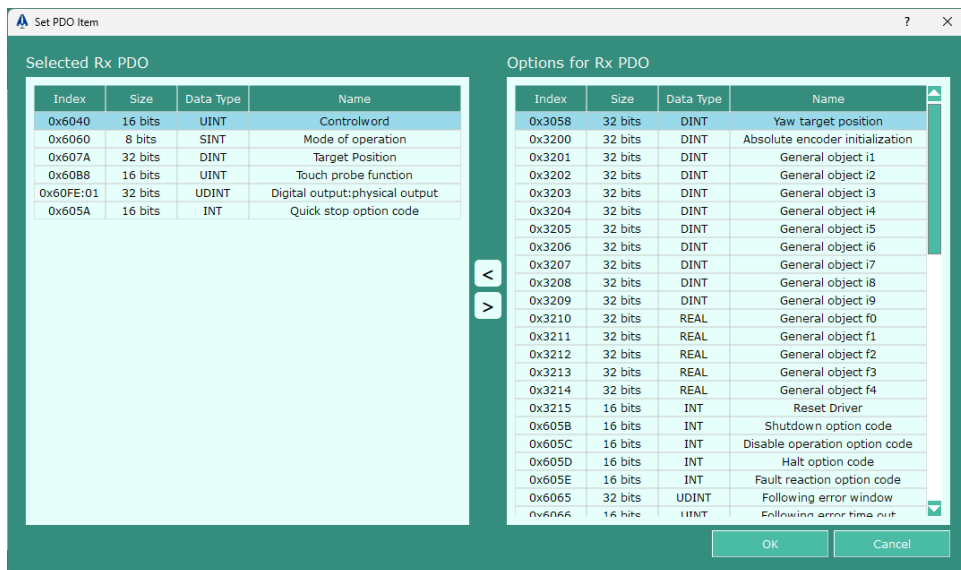 Set PDO Item ? ×
Selected Rx PDO
Index Size Data Type Name
0x6040 16 bits UINT Controlword
0x6060 8 bits SINT Mode of operation
0x607A 32 bits DINT Target Position
0x60B8 16 bits UINT Touch probe function
0x60FE:01 32 bits UDINT Digital output:physical output
0x605A 16 bits INT Quick stop option code
<
>
Options for Rx PDO
Index Size Data Type Name
0x3058 32 bits DINT Yaw target position
0x3200 32 bits DINT Absolute encoder initialization
0x3201 32 bits DINT General object i1
0x3202 32 bits DINT General object i2
0x3203 32 bits DINT General object i3
0x3204 32 bits DINT General object i4
0x3205 32 bits DINT General object i5
0x3206 32 bits DINT General object i6
0x3207 32 bits DINT General object i7
0x3208 32 bits DINT General object i8
0x3209 32 bits DINT General object i9
0x3210 32 bits REAL General object f0
0x3211 32 bits REAL General object f1
0x3212 32 bits REAL General object f2
0x3213 32 bits REAL General object f3
0x3214 32 bits REAL General object f4
0x3215 16 bits INT Reset Driver
0x605B 16 bits INT Shutdown option code
0x605C 16 bits INT Disable operation option code
0x605D 16 bits INT Halt option code
0x605E 16 bits INT Fault reaction option code
0x6065 32 bits UDINT Following error window
0x6066 16 bits UINT Following error time out
OK Cancel